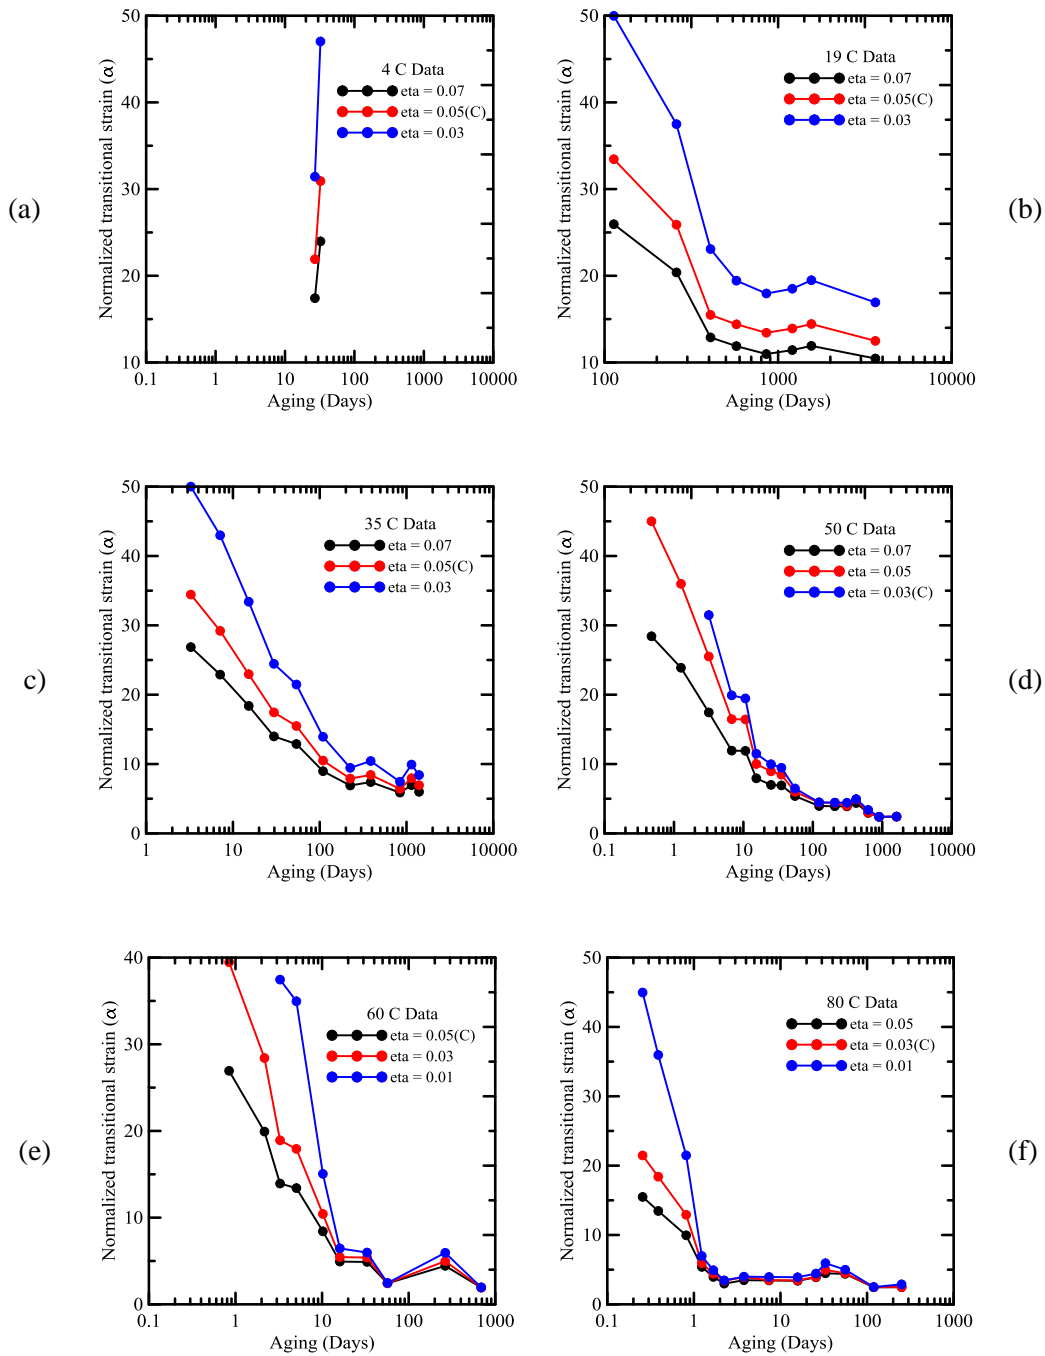 (a)
Normalized transitional strain (α)
50
40
30
20
10
4 C Data
eta = 0.07
eta = 0.05(C)
eta = 0.03
0.1 1 10 100 1000 10000
Aging (Days)
(b)
Normalized transitional strain (α)
50
40
30
20
10
19 C Data
eta = 0.07
eta = 0.05(C)
eta = 0.03
100 1000 10000
Aging (Days)
c)
Normalized transitional strain (α)
50
40
30
20
10
0
35 C Data
eta = 0.07
eta = 0.05(C)
eta = 0.03
1 10 100 1000 10000
Aging (Days)
(d)
Normalized transitional strain (α)
50
40
30
20
10
0
50 C Data
eta = 0.07
eta = 0.05
eta = 0.03(C)
0.1 1 10 100 1000 10000
Aging (Days)
(e)
Normalized transitional strain (α)
40
30
20
10
0
60 C Data
eta = 0.05(C)
eta = 0.03
eta = 0.01
0.1 1 10 100 1000
Aging (Days)
(f)
Normalized transitional strain (α)
50
40
30
20
10
0
80 C Data
eta = 0.05
eta = 0.03(C)
eta = 0.01
0.1 1 10 100 1000
Aging (Days)